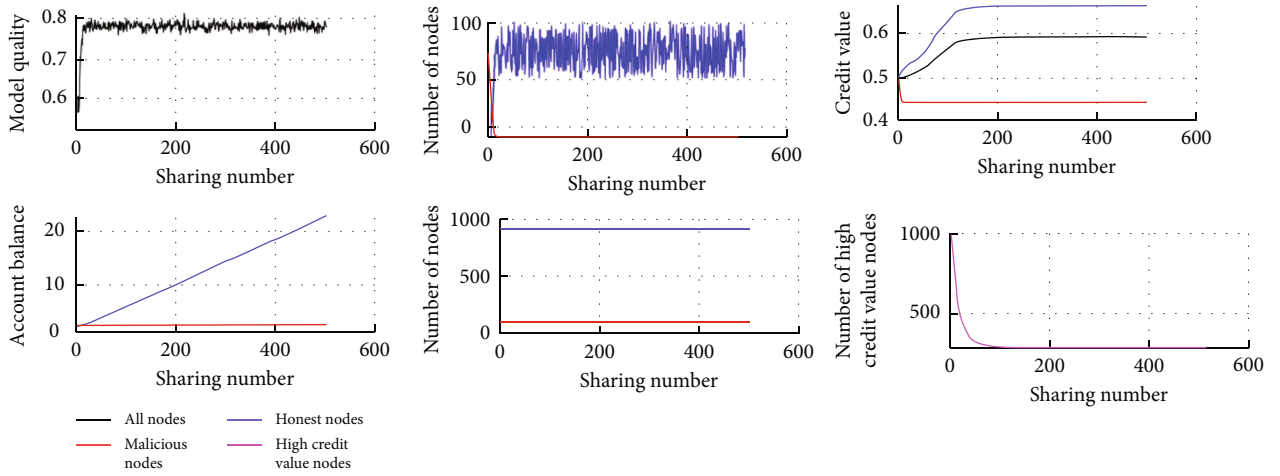 Model quality
0.8
0.7
0.6
0
200
400
600
Sharing number
Number of nodes
100
50
0
0
200
400
600
Sharing number
Credit value
0.6
0.5
0.4
0
200
400
600
Sharing number
Account balance
20
10
0
0
200
400
600
Sharing number
Number of nodes
1000
500
0
0
200
400
600
Sharing number
Number of high
credit value nodes
1000
500
0
200
400
600
Sharing number
All nodes
Honest nodes
Malicious
nodes
High credit
value nodes